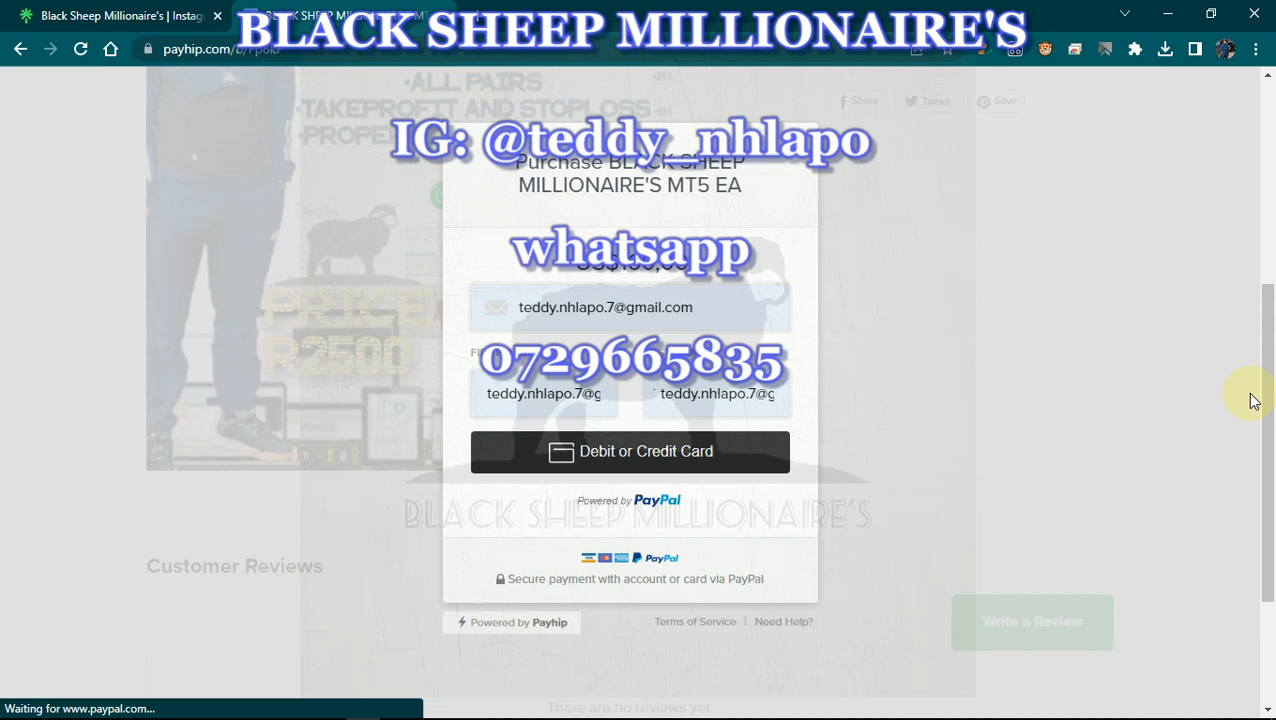 Black Sheep Millionaire's | Instag
BLACK SHEEP MILLIONAIRE'S
payhip.com/b/
•ALL PAIRS
•TAKEPROFIT AND STOPLOSS
Share
Tweet
Save
IG: @teddy_nhlapo
Purchase BLACK SHEEP
MILLIONAIRE'S MT5 EA
whatsapp
teddy.nhlapo.7@gmail.com
PRICE
R2500
0729665835
teddy.nhlapo.7@g
teddy.nhlapo.7@g
Debit or Credit Card
Powered by PayPal
BLACK SHEEP MILLIONAIRE'S
VISA
PayPal
Customer Reviews
Secure payment with account or card via PayPal
Powered by Payhip
Terms of Service | Need Help?
Write a Review
There are no reviews yet.
Waiting for www.paypal.com...